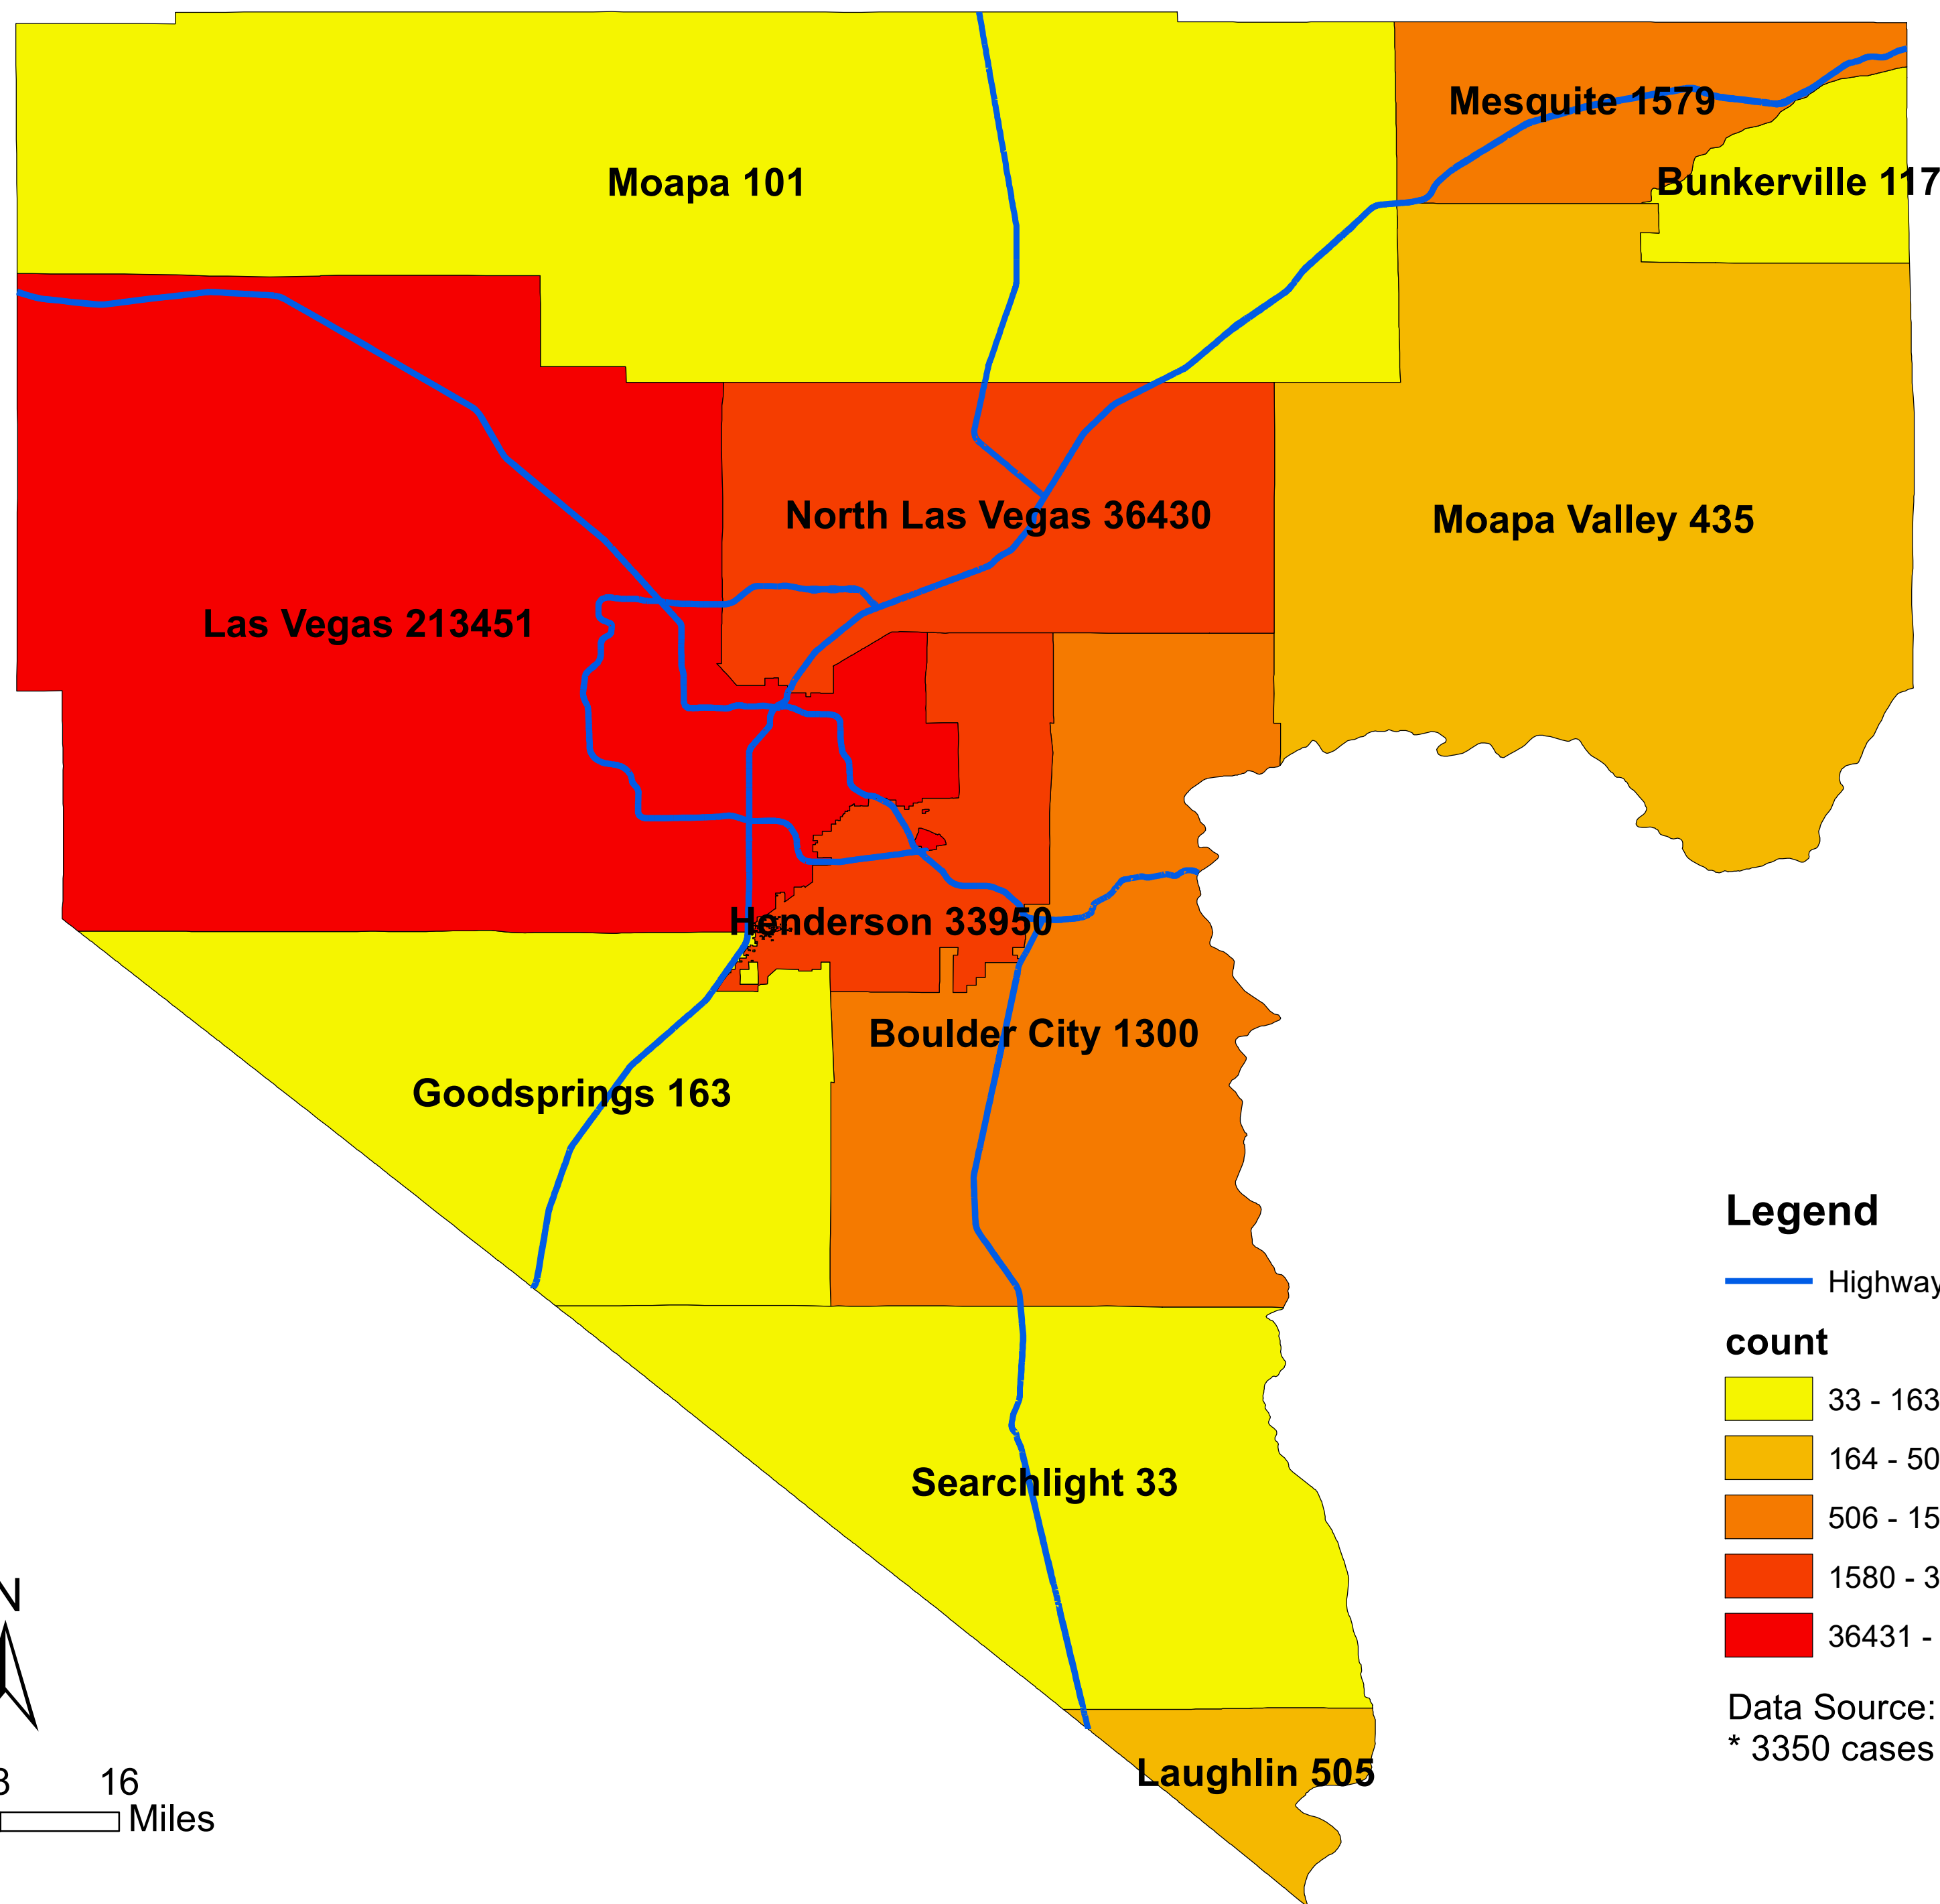 Mesquite 1579
Moapa 101
Bunkerville 117
North Las Vegas 36430
Moapa Valley 435
Las Vegas 213451
Henderson 33950
Boulder City 1300
Goodsprings 163
Searchlight 33
Laughlin 505
Legend
Highway
count
33 - 163
164 - 50
506 - 15
1580 - 3
36431 -
Data Source:
* 3350 cases
N
16
Miles